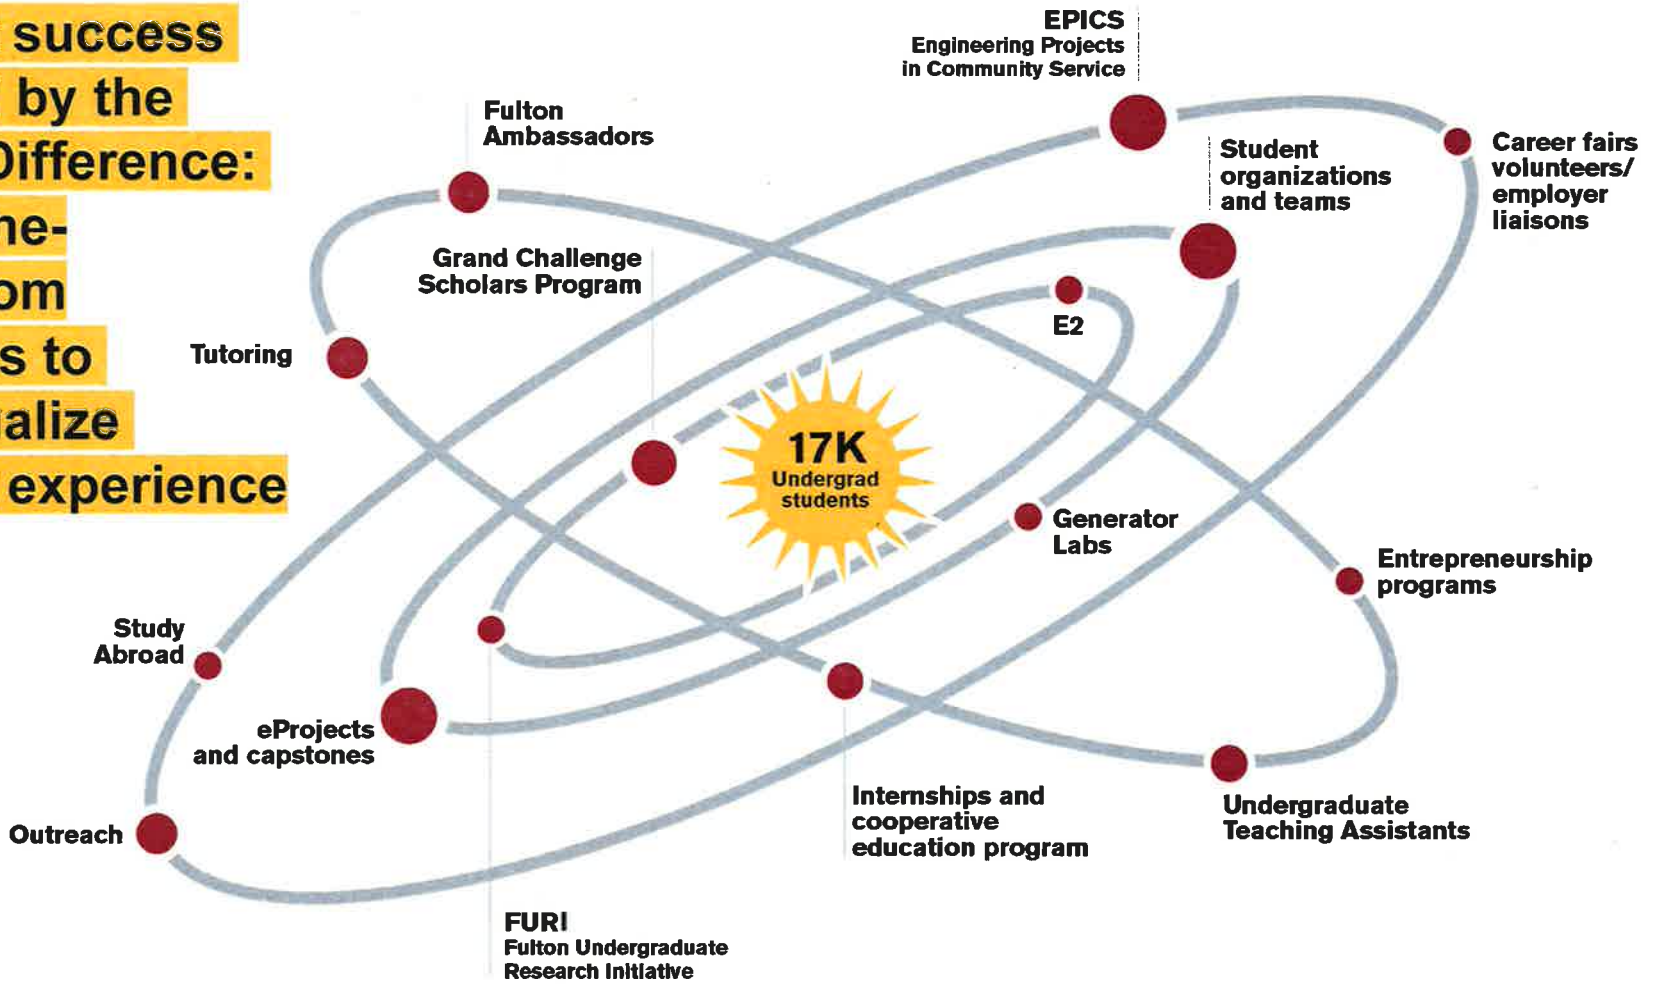 success
by the
Difference:
ne-
om
s to
alize
experience
EPICS
Engineering Projects
in Community Service
Fulton
Ambassadors
Student
organizations
and teams
Career fairs
volunteers/
employer
liaisons
Grand Challenge
Scholars Program
E2
Tutoring
17K
Undergrad
students
Generator
Labs
Entrepreneurship
programs
Study
Abroad
eProjects
and capstones
Internships and
cooperative
education program
Undergraduate
Teaching Assistants
Outreach
FURI
Fulton Undergraduate
Research Initiative